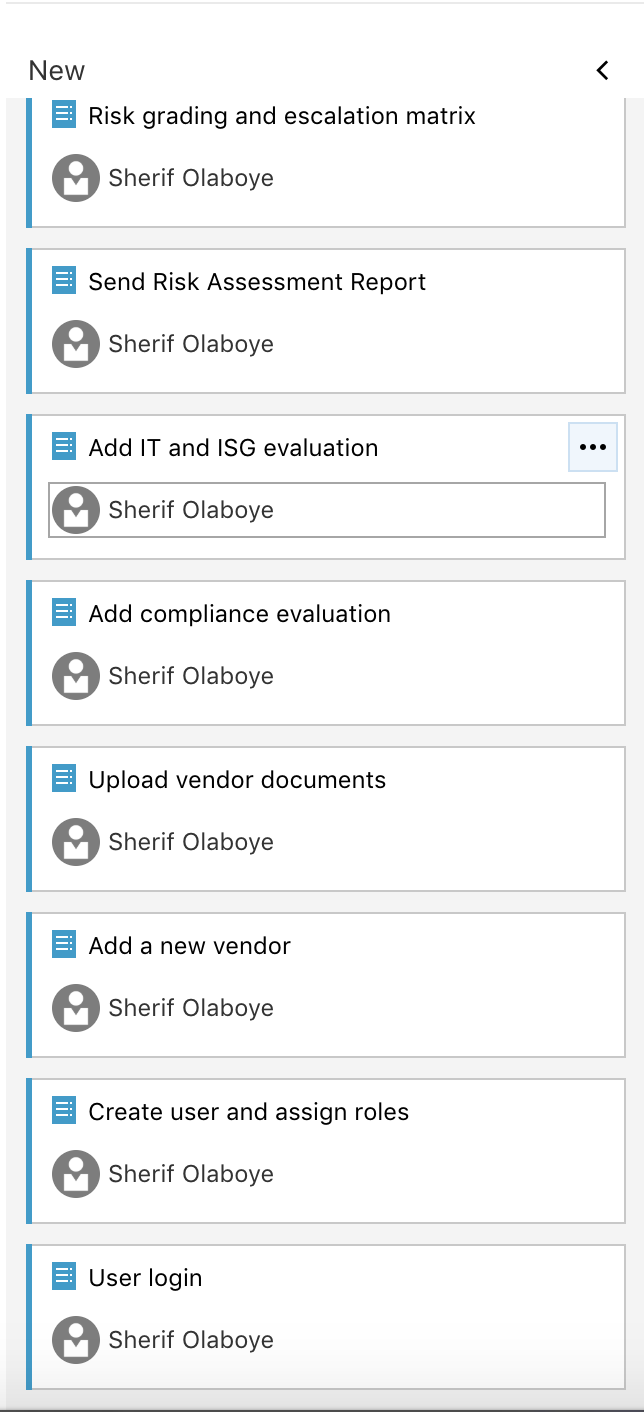 New
Risk grading and escalation matrix
Sherif Olaboye
Send Risk Assessment Report
Sherif Olaboye
Add IT and ISG evaluation
Sherif Olaboye
Add compliance evaluation
Sherif Olaboye
Upload vendor documents
Sherif Olaboye
Add a new vendor
Sherif Olaboye
Create user and assign roles
Sherif Olaboye
User login
Sherif Olaboye